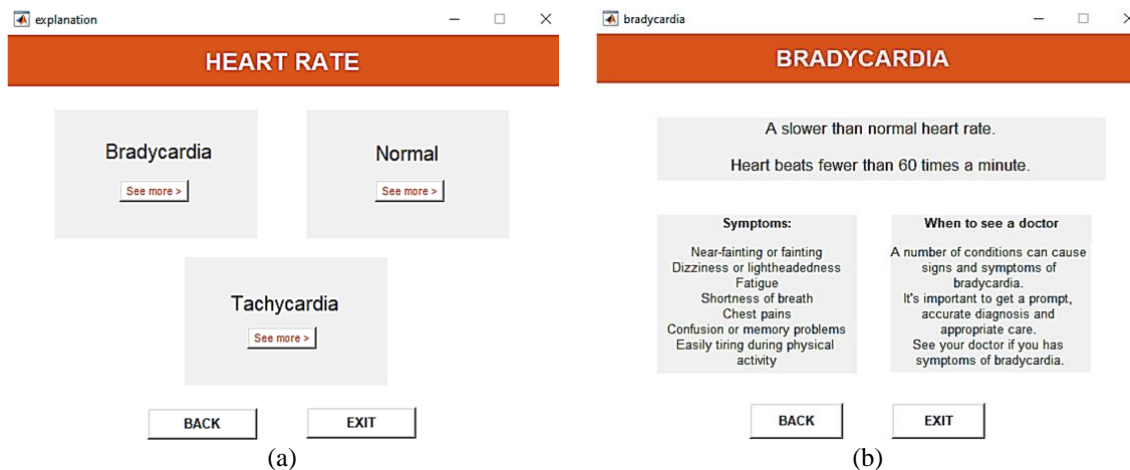 explanation
HEART RATE
Bradycardia
See more >
Normal
See more >
Tachycardia
See more >
BACK
EXIT
(a)
bradycardia
BRADYCARDIA
A slower than normal heart rate.
Heart beats fewer than 60 times a minute.
Symptoms:
Near-fainting or fainting
Dizziness or lightheadedness
Fatigue
Shortness of breath
Chest pains
Confusion or memory problems
Easily tiring during physical
activity
When to see a doctor
A number of conditions can cause
signs and symptoms of
bradycardia.
It's important to get a prompt,
accurate diagnosis and
appropriate care.
See your doctor if you has
symptoms of bradycardia.
BACK
EXIT
(b)